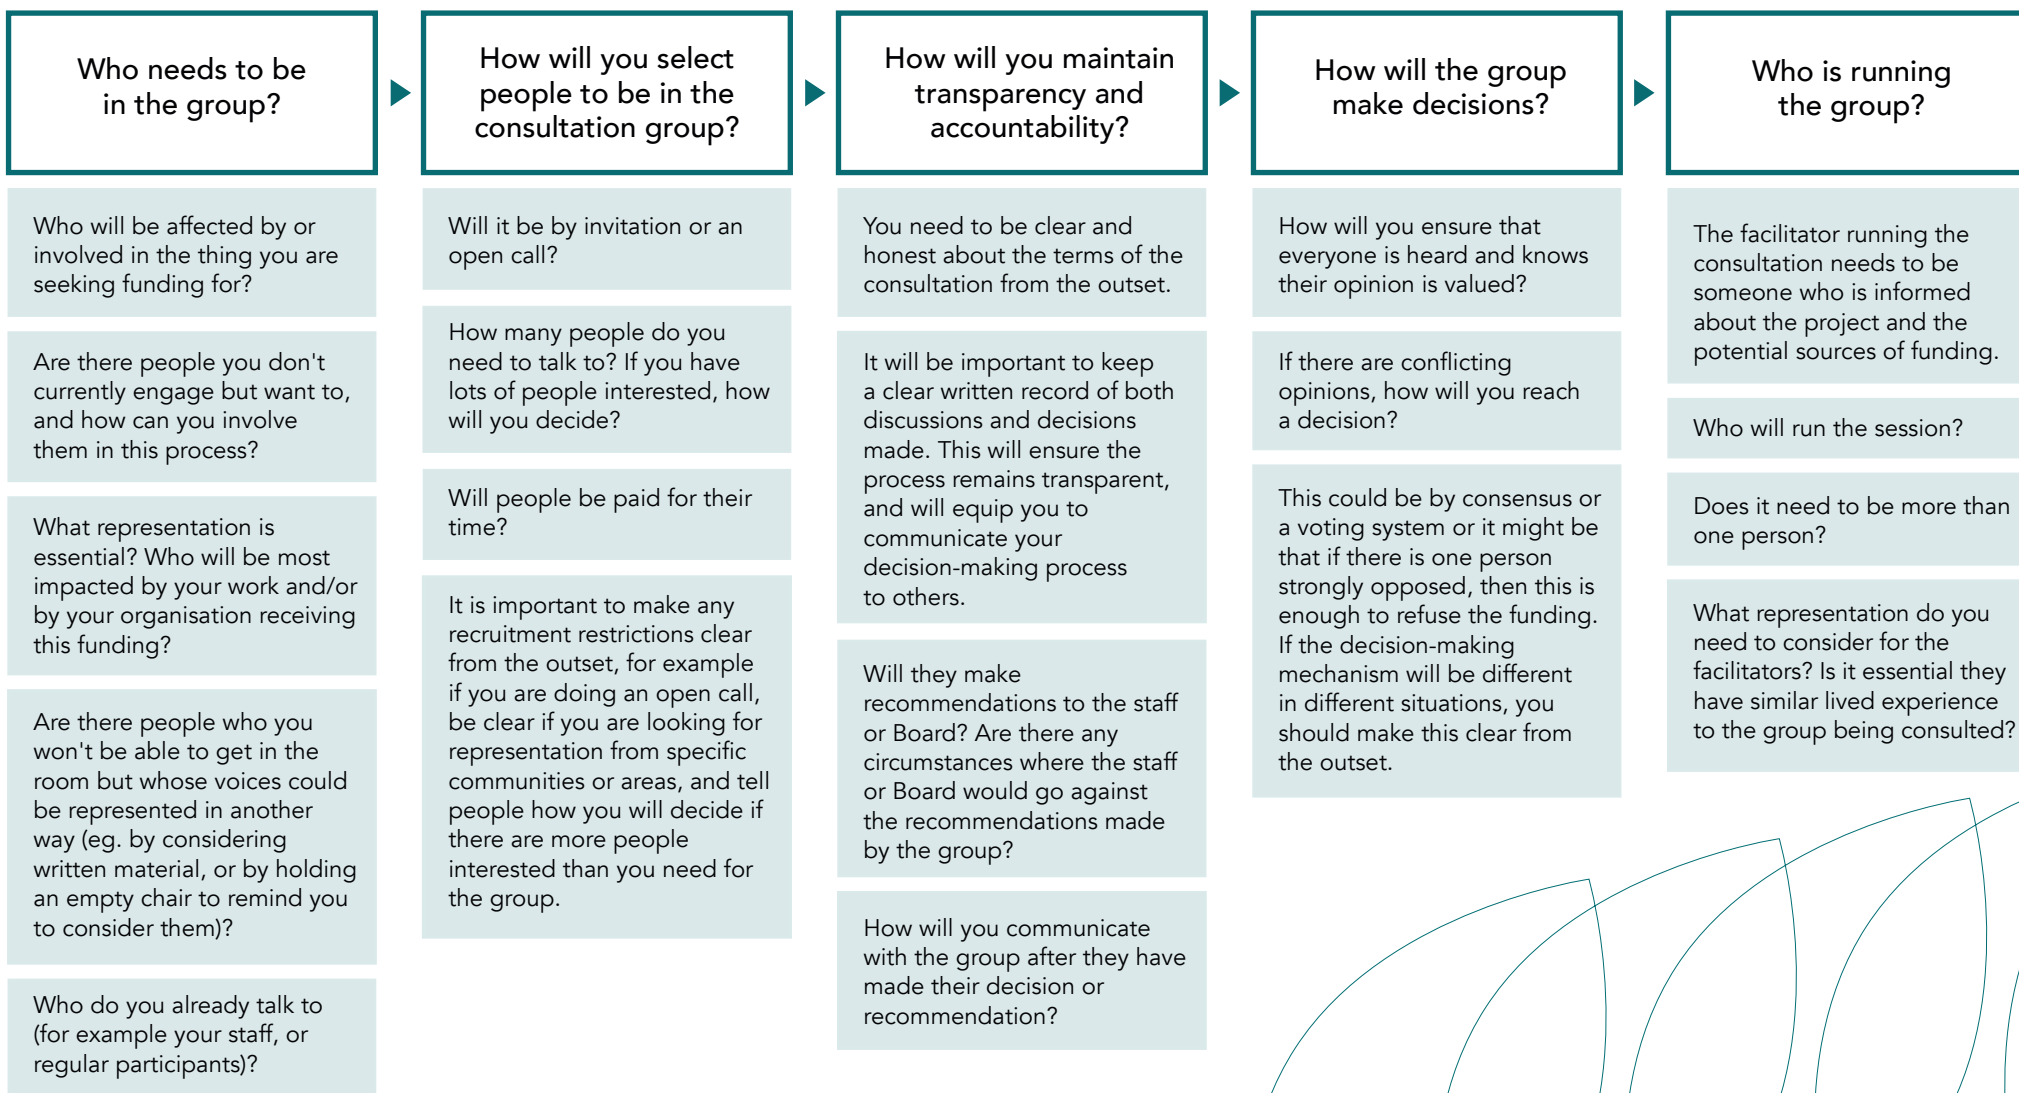 Who needs to be
in the group?
Who will be affected by or
involved in the thing you are
seeking funding for?
Are there people you don't
currently engage but want to,
and how can you involve
them in this process?
What representation is
essential? Who will be most
impacted by your work and/or
by your organisation receiving
this funding?
Are there people who you
won't be able to get in the
room but whose voices could
be represented in another
way (eg. by considering
written material, or by holding
an empty chair to remind you
to consider them)?
Who do you already talk to
(for example your staff, or
regular participants)?
How will you select
people to be in the
consultation group?
Will it be by invitation or an
open call?
How many people do you
need to talk to? If you have
lots of people interested, how
will you decide?
Will people be paid for their
time?
It is important to make any
recruitment restrictions clear
from the outset, for example
if you are doing an open call,
be clear if you are looking for
representation from specific
communities or areas, and tell
people how you will decide if
there are more people
interested than you need for
the group.
How will you maintain
transparency and
accountability?
You need to be clear and
honest about the terms of the
consultation from the outset.
It will be important to keep
a clear written record of both
discussions and decisions
made. This will ensure the
process remains transparent,
and will equip you to
communicate your
decision-making process
to others.
Will they make
recommendations to the staff
or Board? Are there any
circumstances where the staff
or Board would go against
the recommendations made
by the group?
How will you communicate
with the group after they have
made their decision or
recommendation?
How will the group
make decisions?
How will you ensure that
everyone is heard and knows
their opinion is valued?
If there are conflicting
opinions, how will you reach
a decision?
This could be by consensus or
a voting system or it might be
that if there is one person
strongly opposed, then this is
enough to refuse the funding.
If the decision-making
mechanism will be different
in different situations, you
should make this clear from
the outset.
Who is running
the group?
The facilitator running the
consultation needs to be
someone who is informed
about the project and the
potential sources of funding.
Who will run the session?
Does it need to be more than
one person?
What representation do you
need to consider for the
facilitators? Is it essential they
have similar lived experience
to the group being consulted?